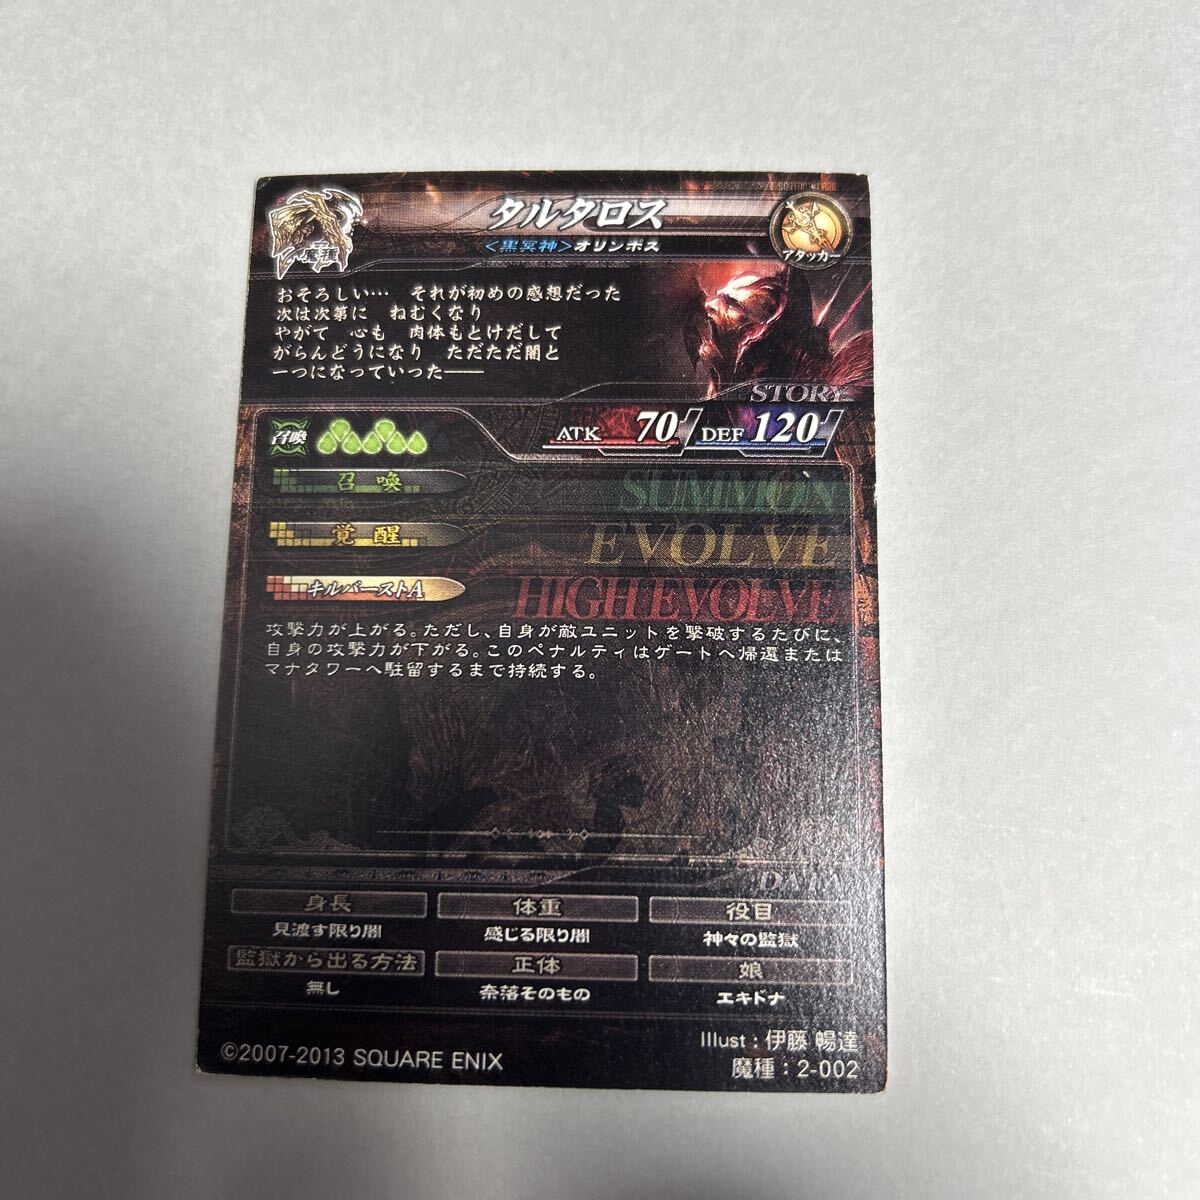 タルタロス
<黒冥神>オリンポス
魔種
アタッカー
おそろしい… それが初めの感想だった
次は次第に ねむくなり
やがて 心も 肉体もとけだして
がらんどうになり ただただ闇と
一つになっていった――
STORY
召喚
ATK 70
DEF 120
召喚
SUMMON
覚醒
EVOLVE
キルバーストA
HIGH EVOLVE
攻撃力が上がる。ただし、自身が敵ユニットを撃破するたびに、
自身の攻撃力が下がる。このペナルティはゲートへ帰還または
マナタワーへ駐留するまで持続する。
DATA
身長
体重
役目
見渡す限り闇
感じる限り闇
神々の監獄
監獄から出る方法
正体
娘
無し
奈落そのもの
エキドナ
Illust:伊藤 暢達
©2007-2013 SQUARE ENIX
魔種:2-002